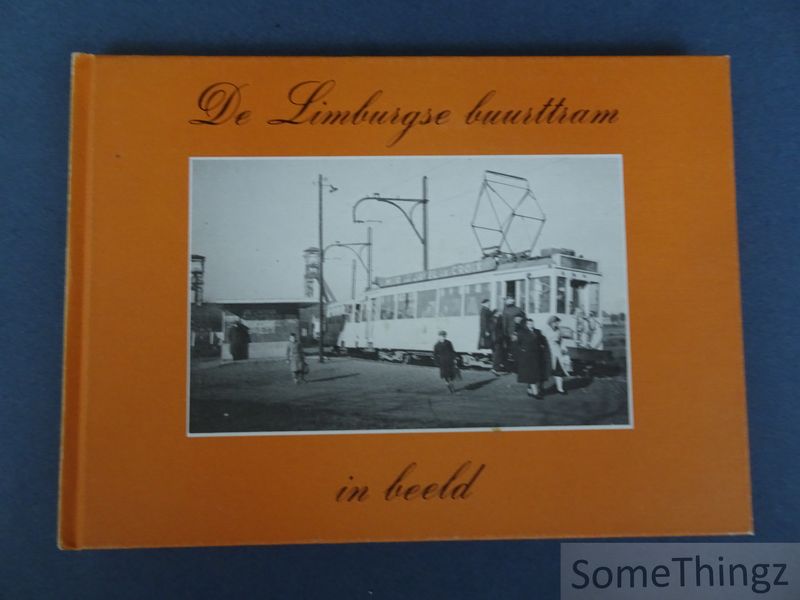 De Limburgse buurttram
in beeld
SomeThingz